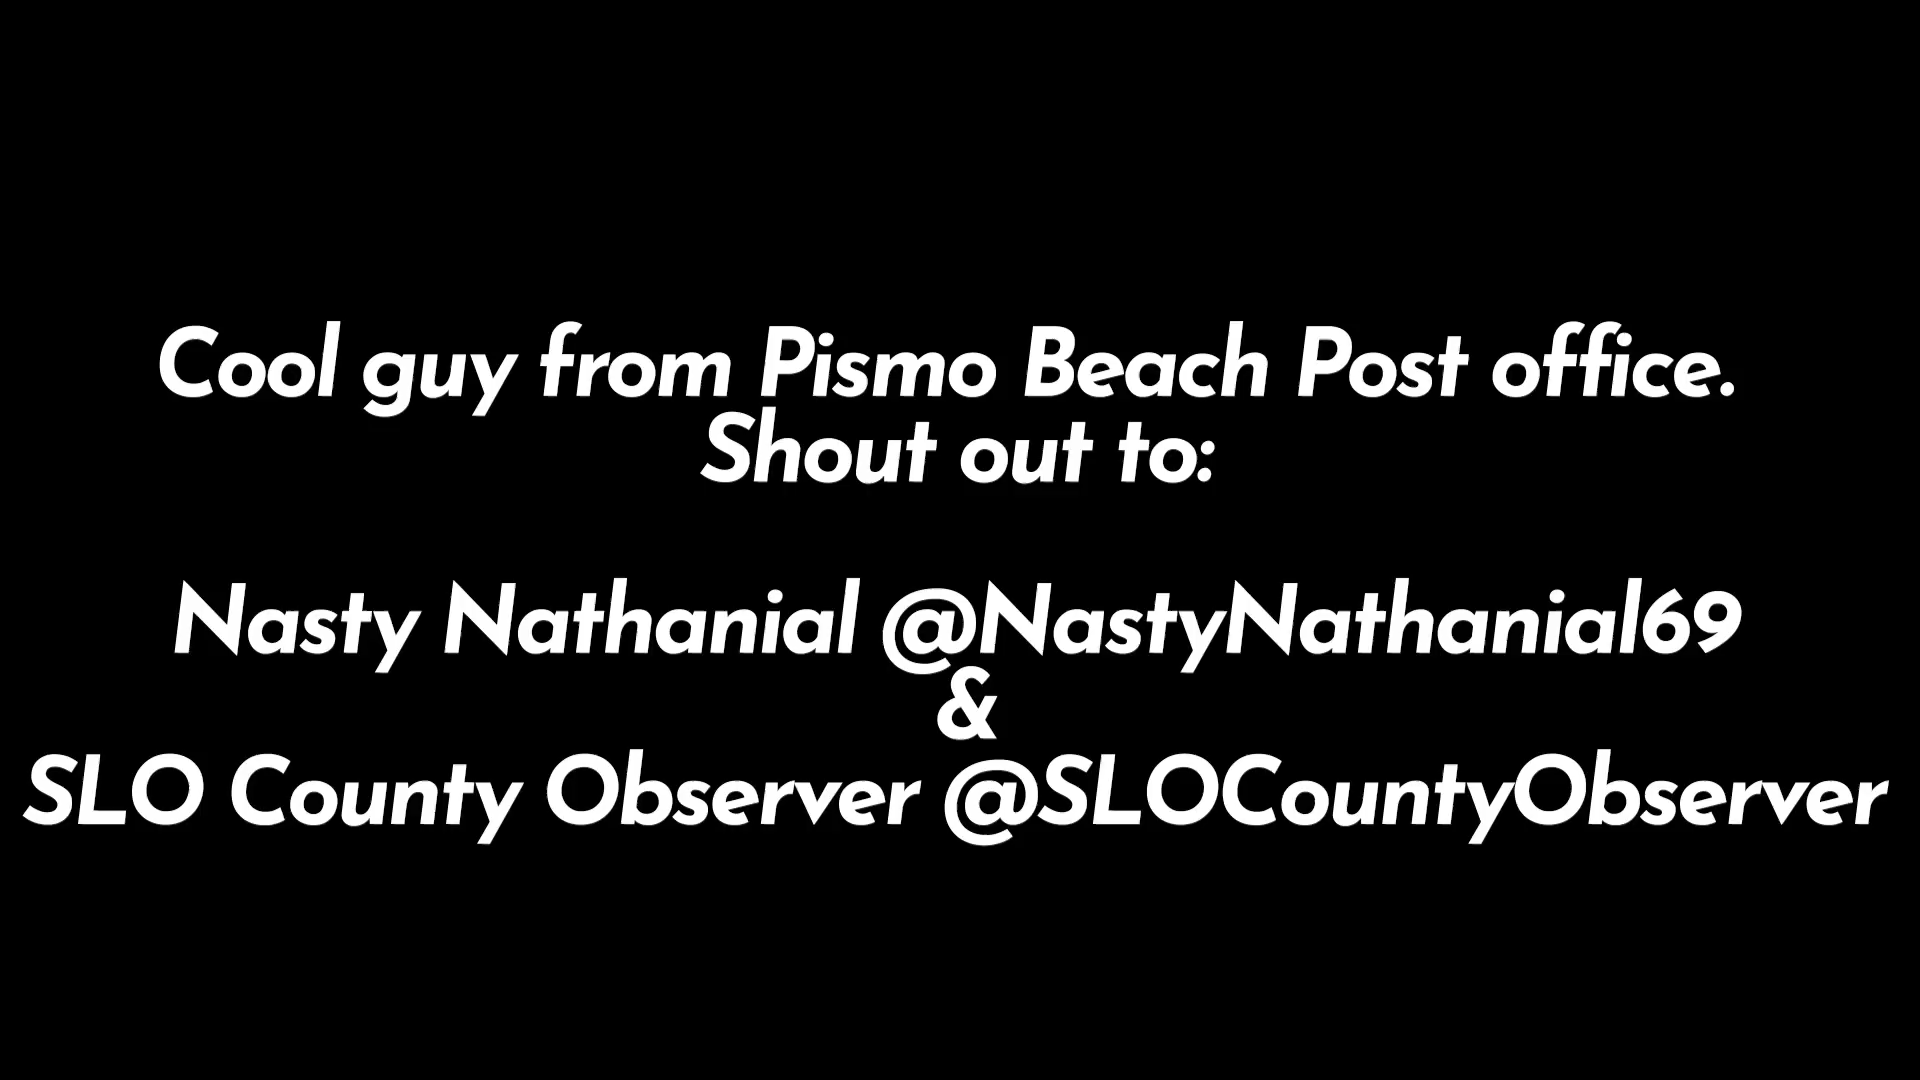 Cool guy from Pismo Beach Post office.
Shout out to:
Nasty Nathanial @NastyNathanial69
&
SLO County Observer @SLOCountyObserver